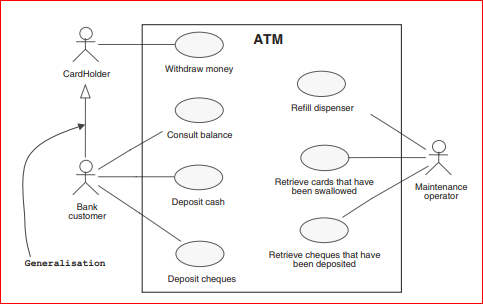 ATM
CardHolder
Withdraw money
Refill dispenser
Consult balance
Retrieve cards that have
been swallowed
Maintenance
operator
Bank
customer
Deposit cash
Retrieve cheques that have
been deposited
Generalisation
Deposit cheques